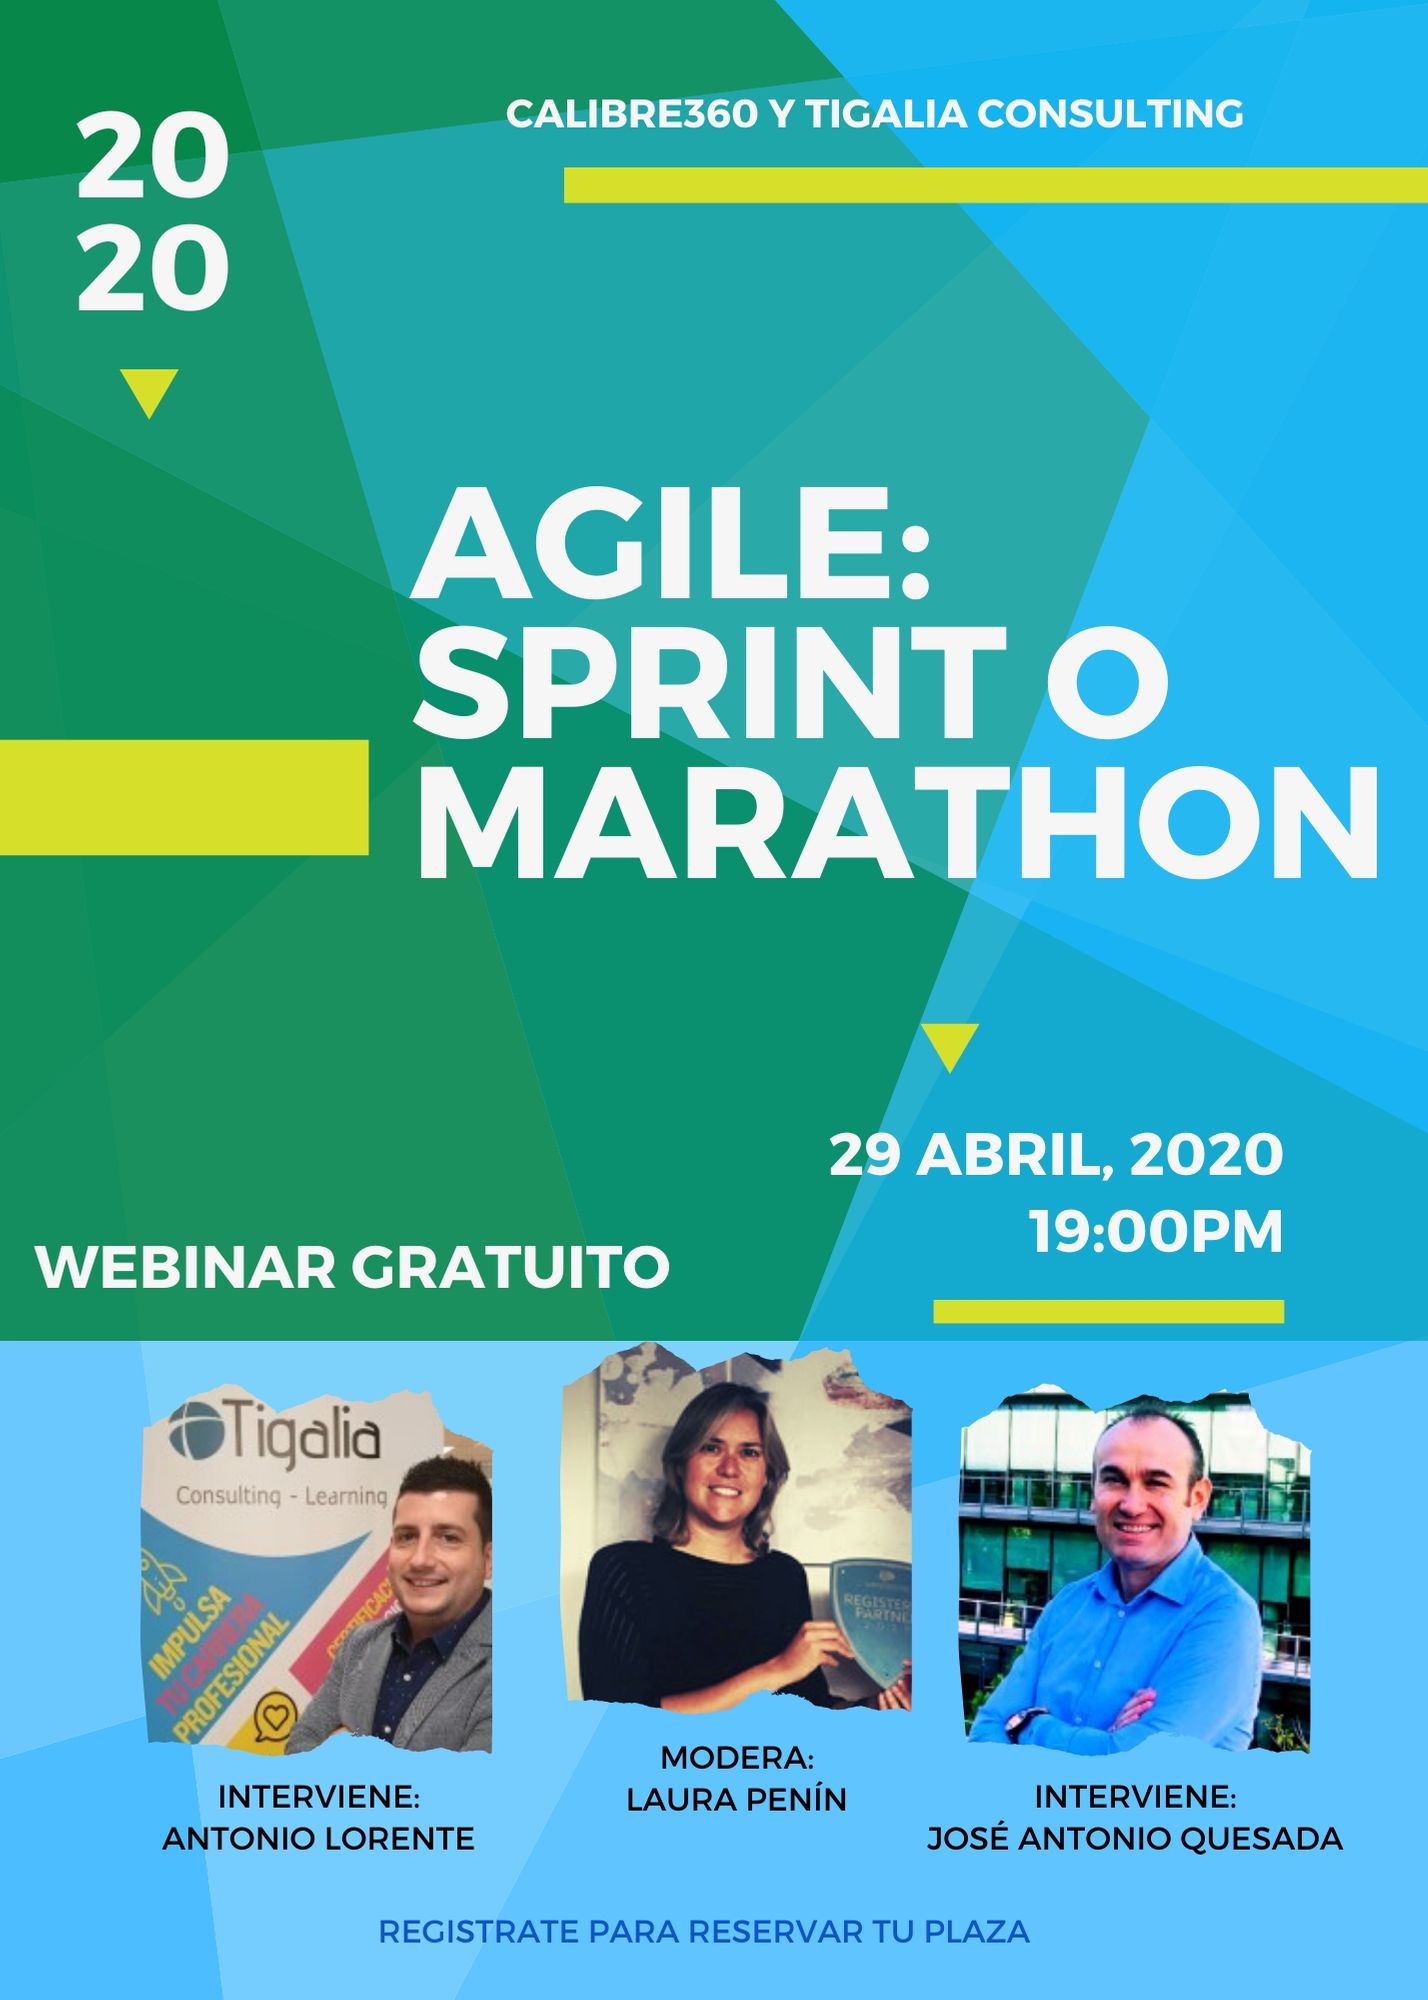 20
20
CALIBRE360 Y TIGALIA CONSULTING
AGILE:
SPRINT O
MARATHON
29 ABRIL, 2020
19:00PM
WEBINAR GRATUITO
Tigalia
Consulting - Learning
IMPULSA
TU CARRERA
PROFESIONAL
MODERA:
LAURA PENÍN
INTERVIENE:
ANTONIO LORENTE
INTERVIENE:
JOSÉ ANTONIO QUESADA
REGISTRATE PARA RESERVAR TU PLAZA